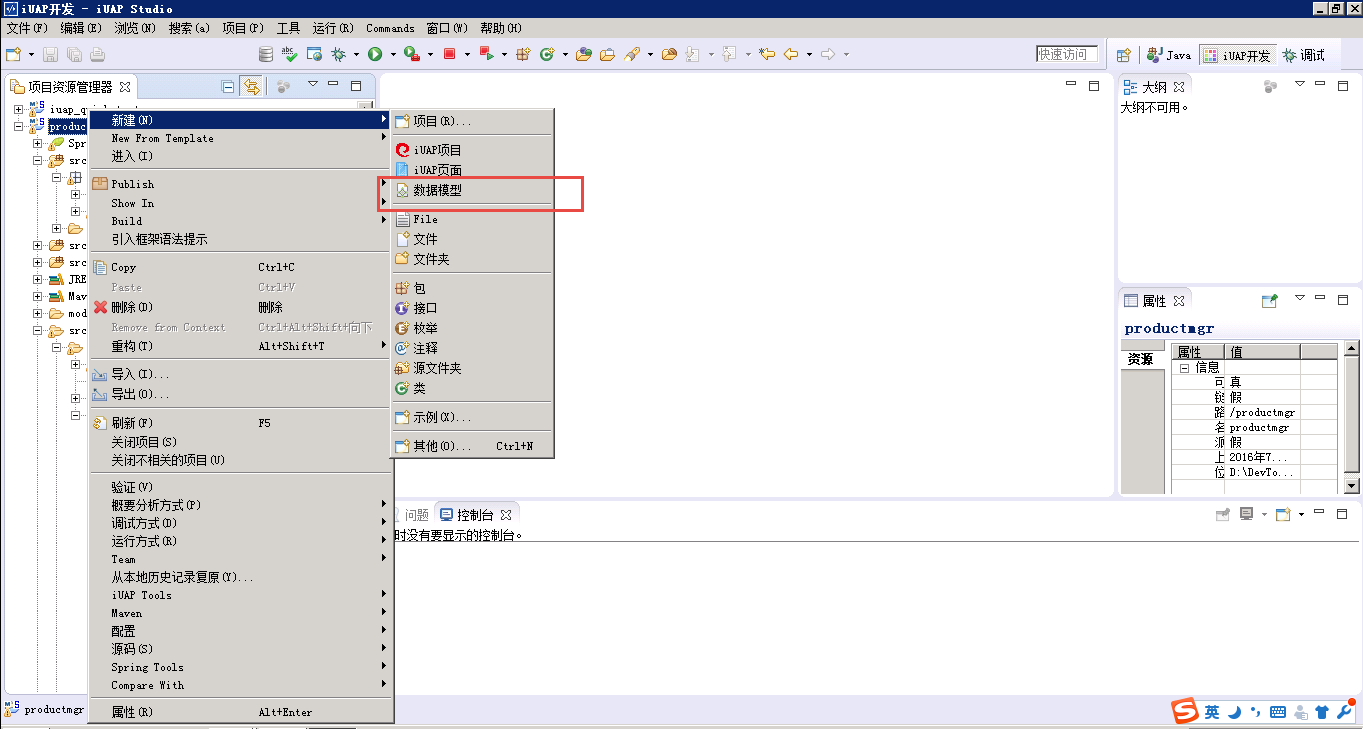 iUAP开发 - iUAP Studio
文件(F) 编辑(E) 浏览(N) 搜索(a) 项目(P) 工具 运行(R) Commands 窗口(W) 帮助(H)
快速访问 Java iUAP开发 调试
项目资源管理器
大纲
大纲不可用。
produc
Spr
src
src
src
JRE
Mav
mod
src
新建(N)
New From Template
进入(I)
Publish
Show In
Build
引入框架语法提示
Copy Ctrl+C
Paste Ctrl+V
删除(D) 删除
Remove from Context Ctrl+Alt+Shift+向下
重构(T) Alt+Shift+T
导入(I)...
导出(O)...
刷新(F) F5
关闭项目(S)
关闭不相关的项目(U)
验证(V)
概要分析方式(P)
调试方式(D)
运行方式(R)
Team
从本地历史记录复原(Y)...
iUAP Tools
Maven
配置
源码(S)
Spring Tools
Compare With
属性(R) Alt+Enter
项目(R)...
iUAP项目
iUAP页面
数据模型
File
文件
文件夹
包
接口
枚举
注释
源文件夹
类
示例(X)...
其他(O)... Ctrl+N
属性
productmgr
资源
属性 值
信息
可 真
链 假
路 /productmgr
名 productmgr
派 假
上 2016年7...
位 D:\DevTo...
问题 控制台
时没有要显示的控制台。
productmgr
英